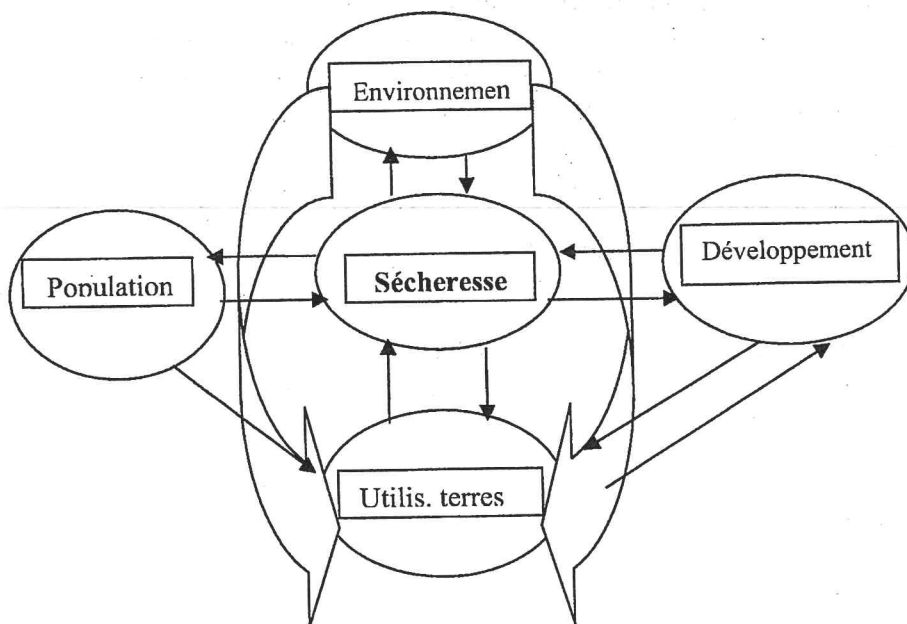 Environnemen
Développement
Population
Sécheresse
Utilis. terres